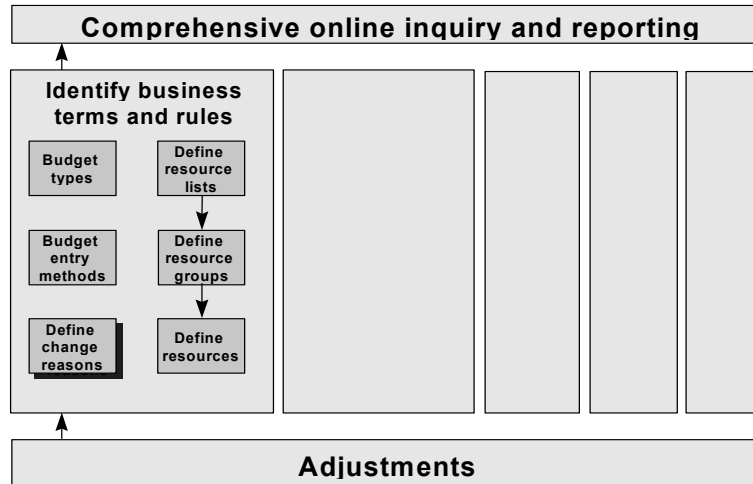 Comprehensive online inquiry and reporting
Identify business
terms and rules
Budget
types
Define
resource
lists
Budget
entry
methods
Define
resource
groups
Define
change
reasons
Define
resources
Adjustments